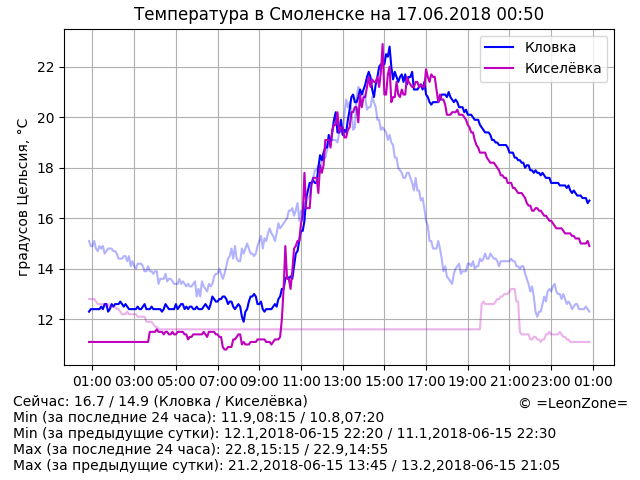 Температура в Смоленске на 17.06.2018 00:50
Кловка
Киселёвка
градусов Цельсия, °C
22
20
18
16
14
12
01:00 03:00 05:00 07:00 09:00 11:00 13:00 15:00 17:00 19:00 21:00 23:00 01:00
Сейчас: 16.7 / 14.9 (Кловка / Киселёвка)
© =LeonZone=
Min (за последние 24 часа): 11.9,08:15 / 10.8,07:20
Min (за предыдущие сутки): 12.1,2018-06-15 22:20 / 11.1,2018-06-15 22:30
Max (за последние 24 часа): 22.8,15:15 / 22.9,14:55
Max (за предыдущие сутки): 21.2,2018-06-15 13:45 / 13.2,2018-06-15 21:05